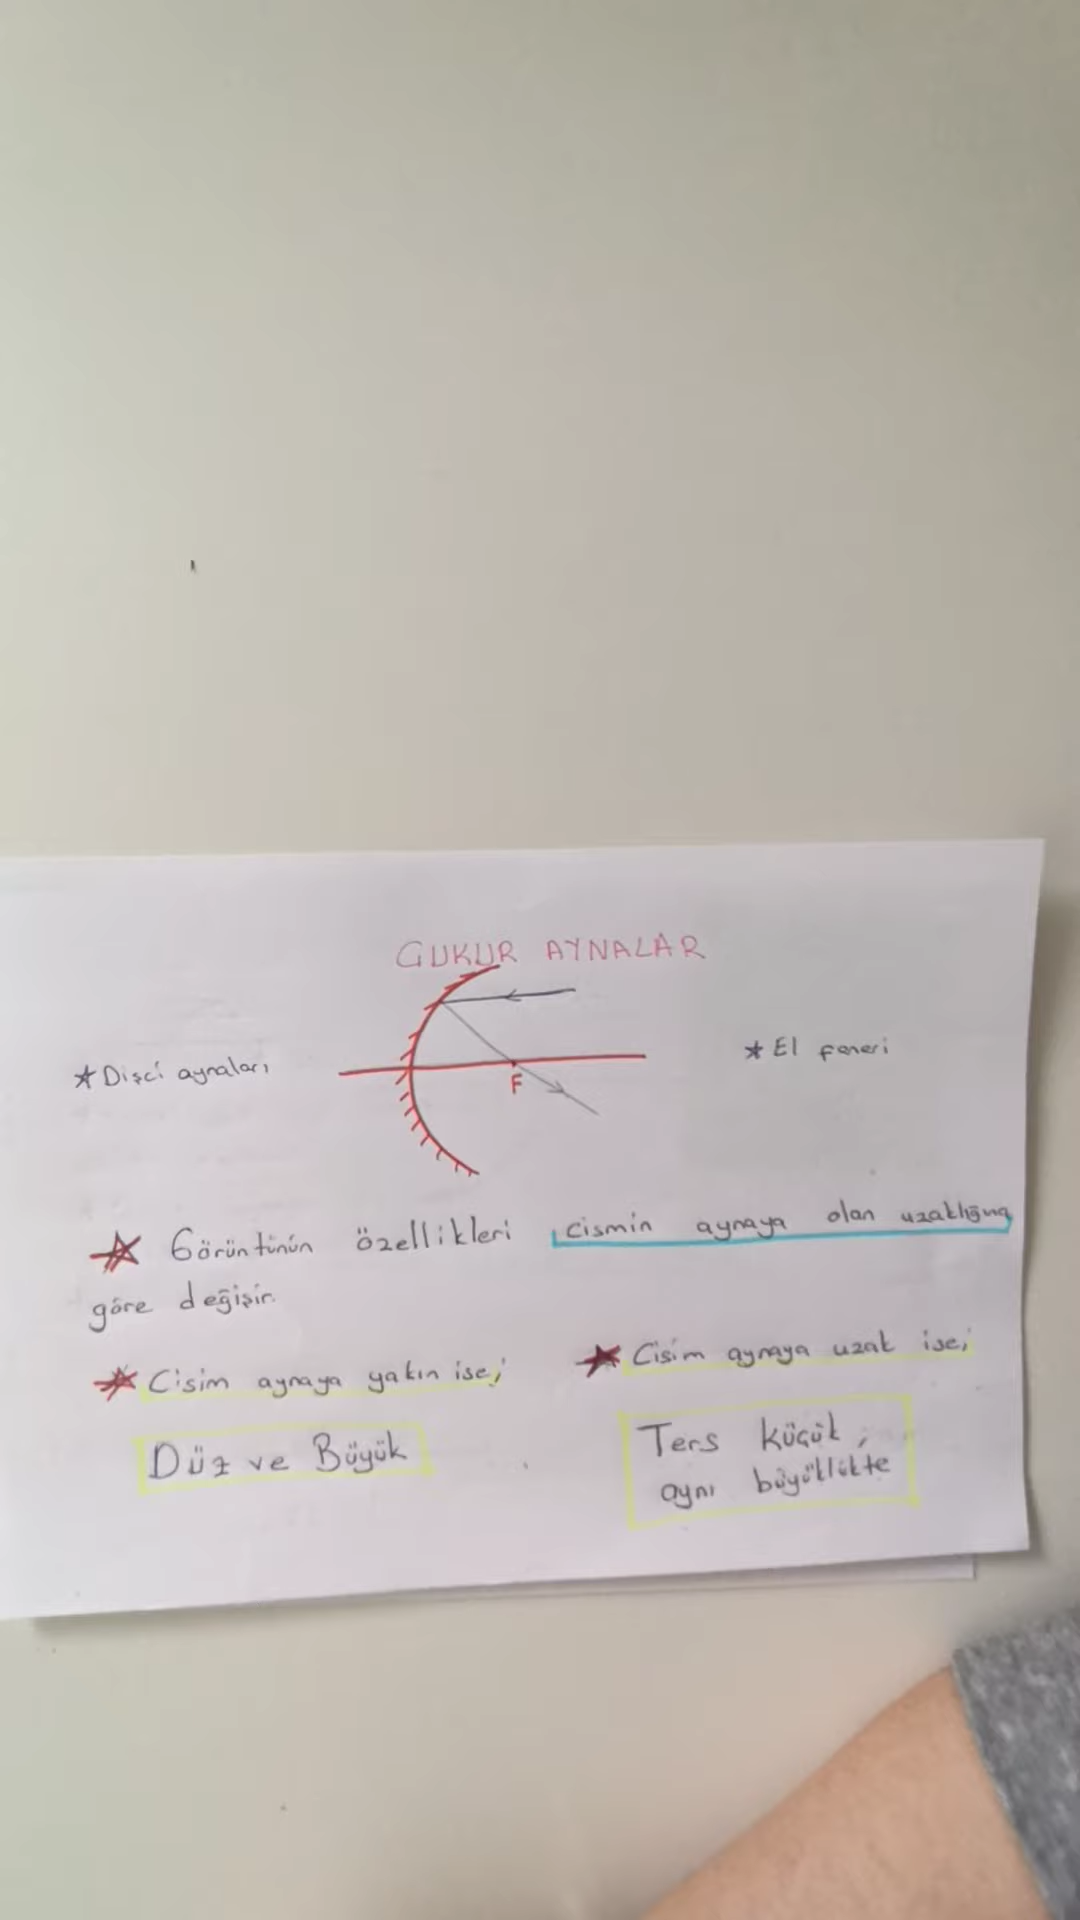 GUKUR AYNALAR
* Dişci aynaları
* El feneri
F
* Görüntünün özellikleri cismin aynaya olan uzaklığına
göre değişir.
* Cisim aynaya yakın ise;
* Cisim aynaya uzak ise;
Düz ve Büyük
Ters küçük,
aynı büyüklükte